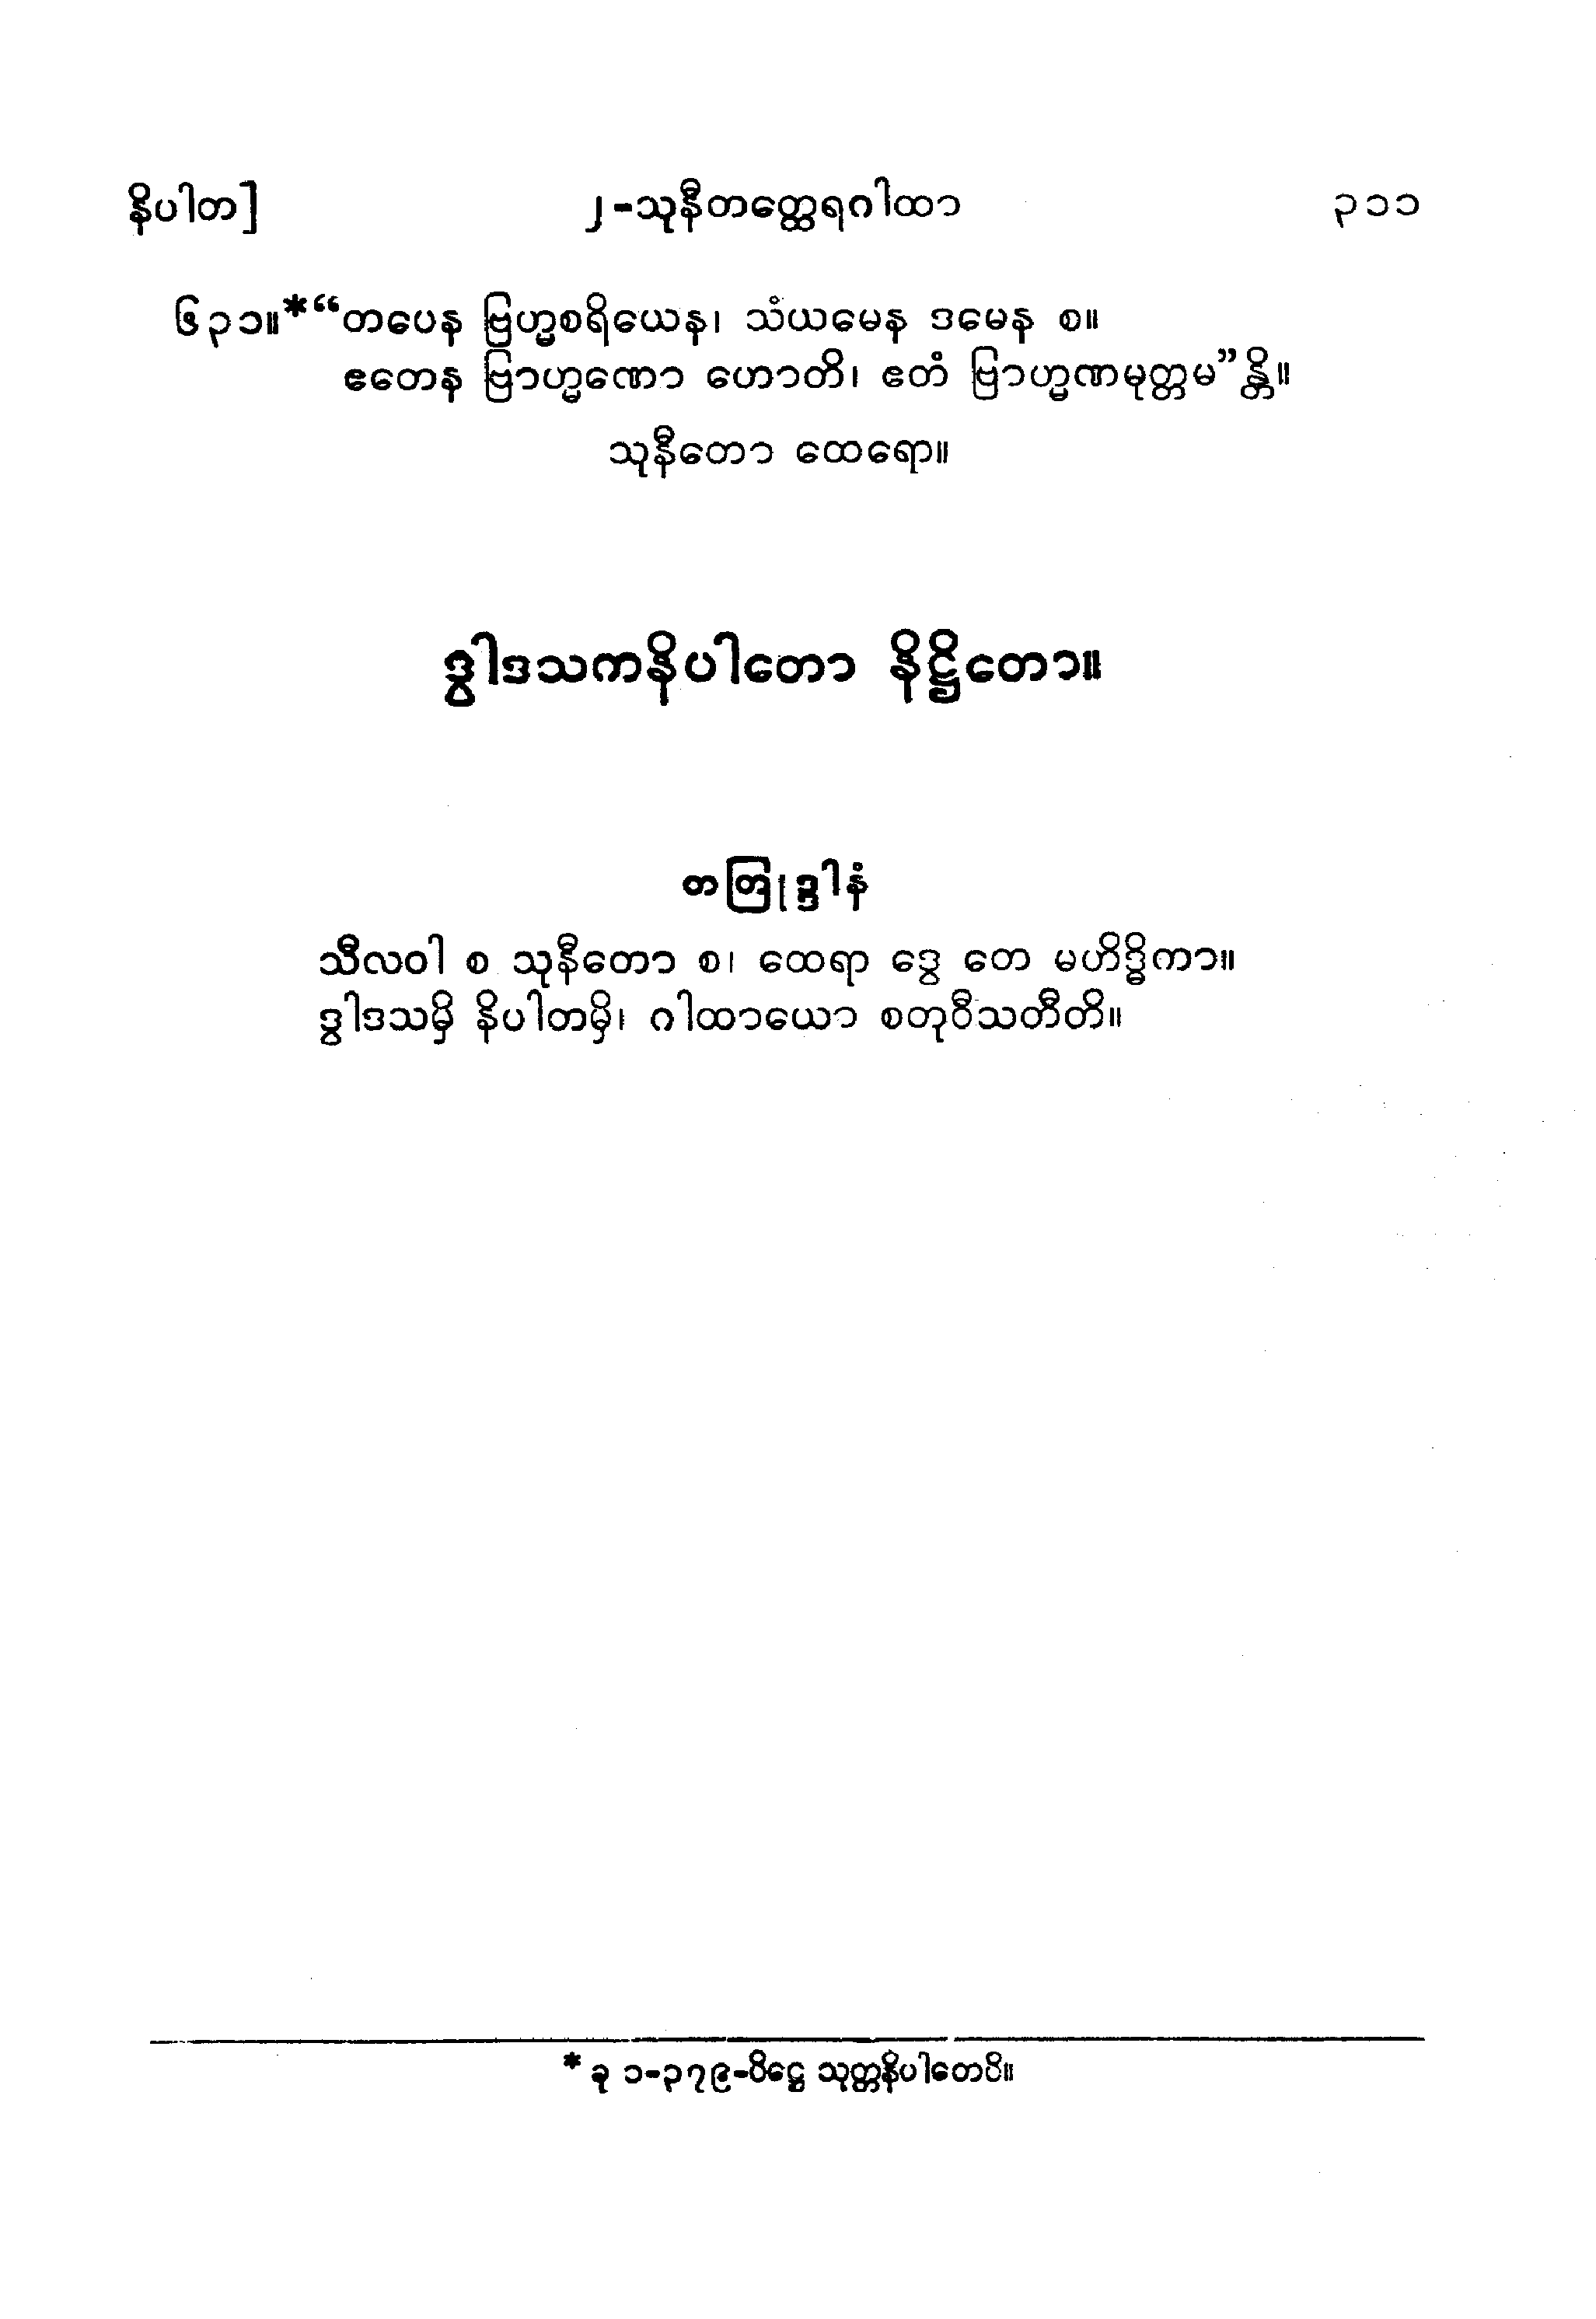 နိပါတ] ၂-သုနီတတ္ထေရဂါထာ ၃၁၁
၆၃၁။*“တပေန ဗြဟ္မစရိယေန၊ သံယမေန ဒမေန စ။
ဧတေန ဗြာဟ္မဏော ဟောတိ၊ ဧတံ ဗြာဟ္မဏမုတ္တမ”န္တိ။
သုနီတော ထေရော။
ဒွါဒသကနိပါတော နိဋ္ဌိတော။
တတြုဒ္ဒါနံ
သီလဝါ စ သုနီတော စ၊ ထေရာ ဒွေ တေ မဟိဒ္ဓိကာ။
ဒွါဒသမှိ နိပါတမှိ၊ ဂါထာယော စတုဝီသတီတိ။
* ခု ၁-၃၇၉-ပိဋ္ဌေ သုတ္တနိပါတေပိ။